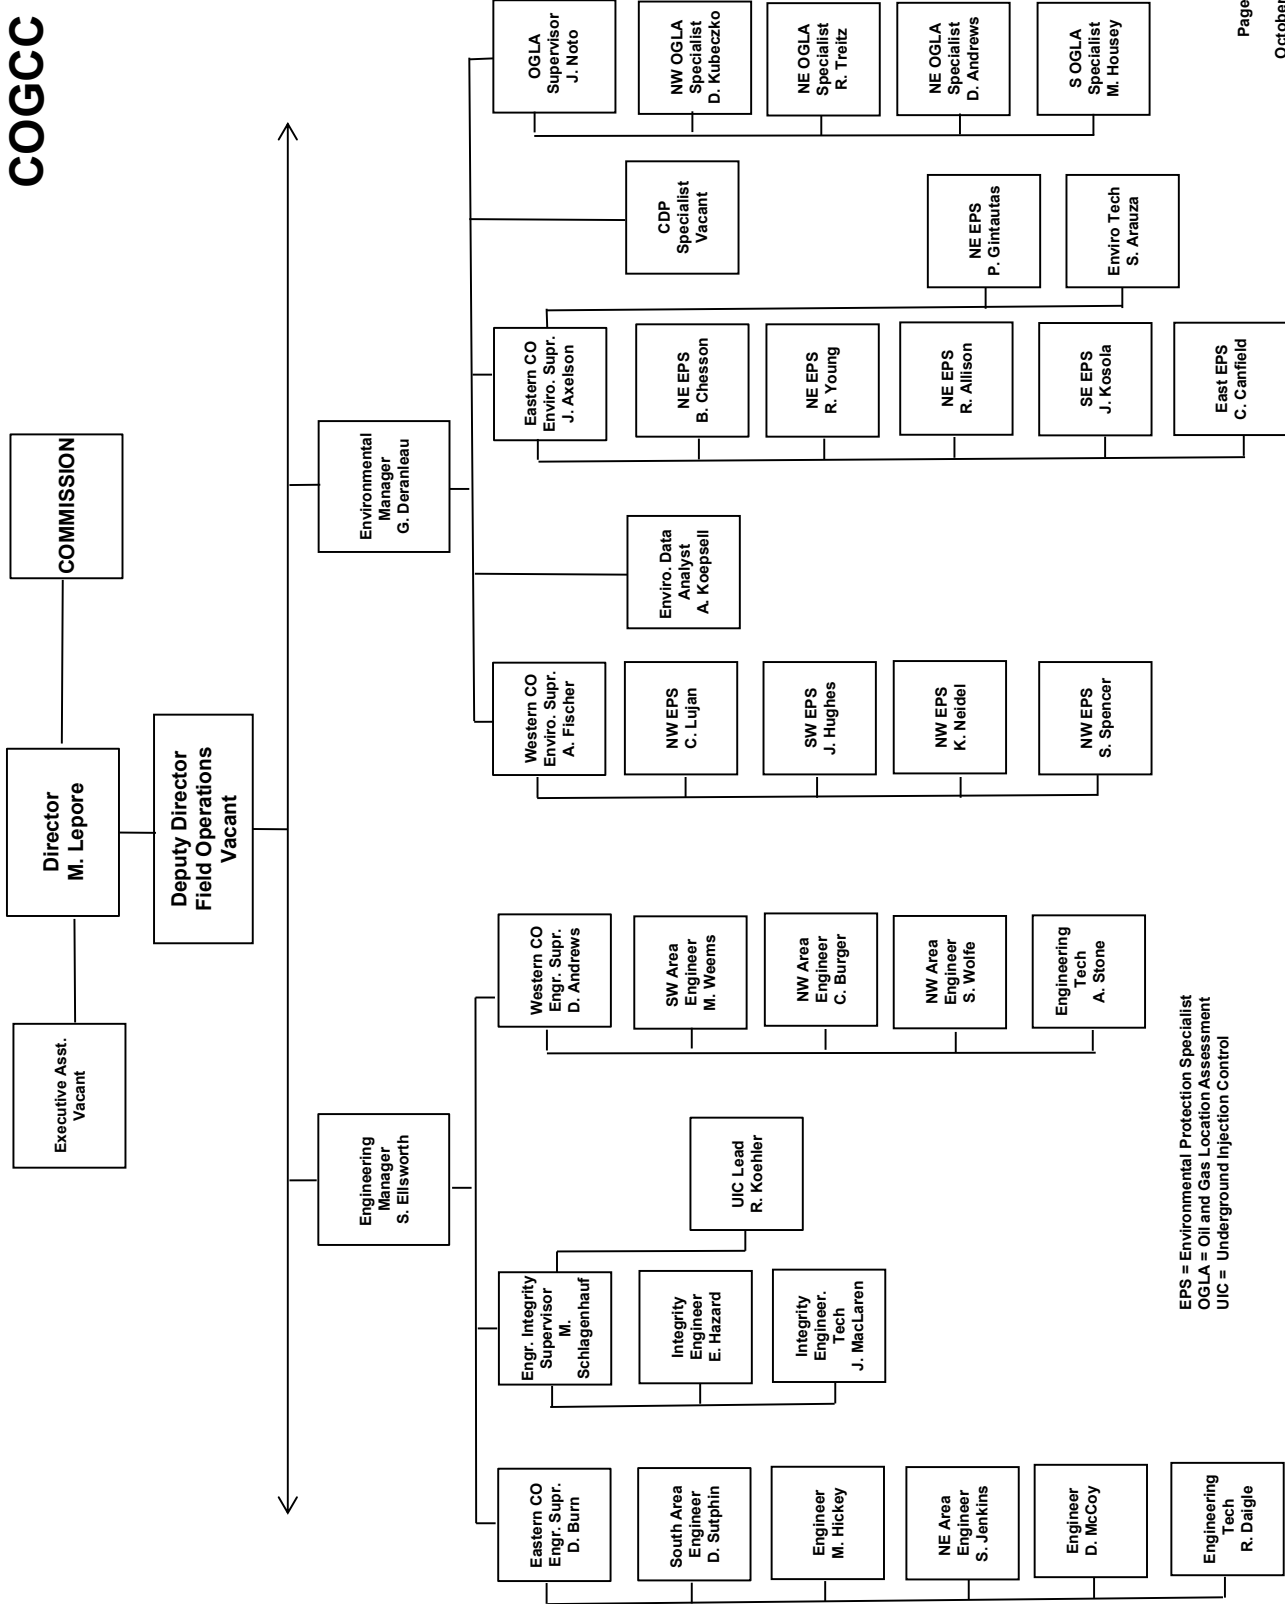 COGCC
COMMISSION
Director
M. Lepore
Executive Asst.
Vacant
Deputy Director
Field Operations
Vacant
Engineering
Manager
S. Ellsworth
Environmental
Manager
G. Deranleau
Eastern CO
Engr. Supr.
D. Burn
South Area
Engineer
D. Sutphin
Engineer
M. Hickey
NE Area
Engineer
S. Jenkins
Engineer
D. McCoy
Engineering
Tech
R. Daigle
Engr. Integrity
Supervisor
M.
Schlagenhauf
Integrity
Engineer
E. Hazard
Integrity
Engineer.
Tech
J. MacLaren
UIC Lead
R. Koehler
Western CO
Engr. Supr.
D. Andrews
SW Area
Engineer
M. Weems
NW Area
Engineer
C. Burger
NW Area
Engineer
S. Wolfe
Engineering
Tech
A. Stone
Western CO
Enviro. Supr.
A. Fischer
NW EPS
C. Lujan
SW EPS
J. Hughes
NW EPS
K. Neidel
NW EPS
S. Spencer
Enviro. Data
Analyst
A. Koepsell
Eastern CO
Enviro. Supr.
J. Axelson
NE EPS
B. Chesson
NE EPS
R. Young
NE EPS
R. Allison
SE EPS
J. Kosola
East EPS
C. Canfield
NE EPS
P. Gintautas
Enviro Tech
S. Arauza
CDP
Specialist
Vacant
OGLA
Supervisor
J. Noto
NW OGLA
Specialist
D. Kubeczko
NE OGLA
Specialist
R. Treitz
NE OGLA
Specialist
D. Andrews
S OGLA
Specialist
M. Housey
EPS = Environmental Protection Specialist
OGLA = Oil and Gas Location Assessment
UIC = Underground Injection Control
Page
October